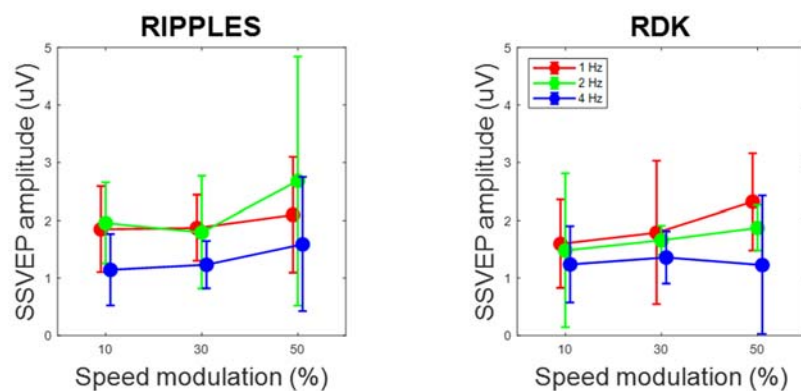 RIPPLES
5
4
3
2
1
0
SSVEP amplitude (uV)
10 30 50
Speed modulation (%)
RDK
1 Hz
2 Hz
4 Hz
5
4
3
2
1
0
SSVEP amplitude (uV)
10 30 50
Speed modulation (%)